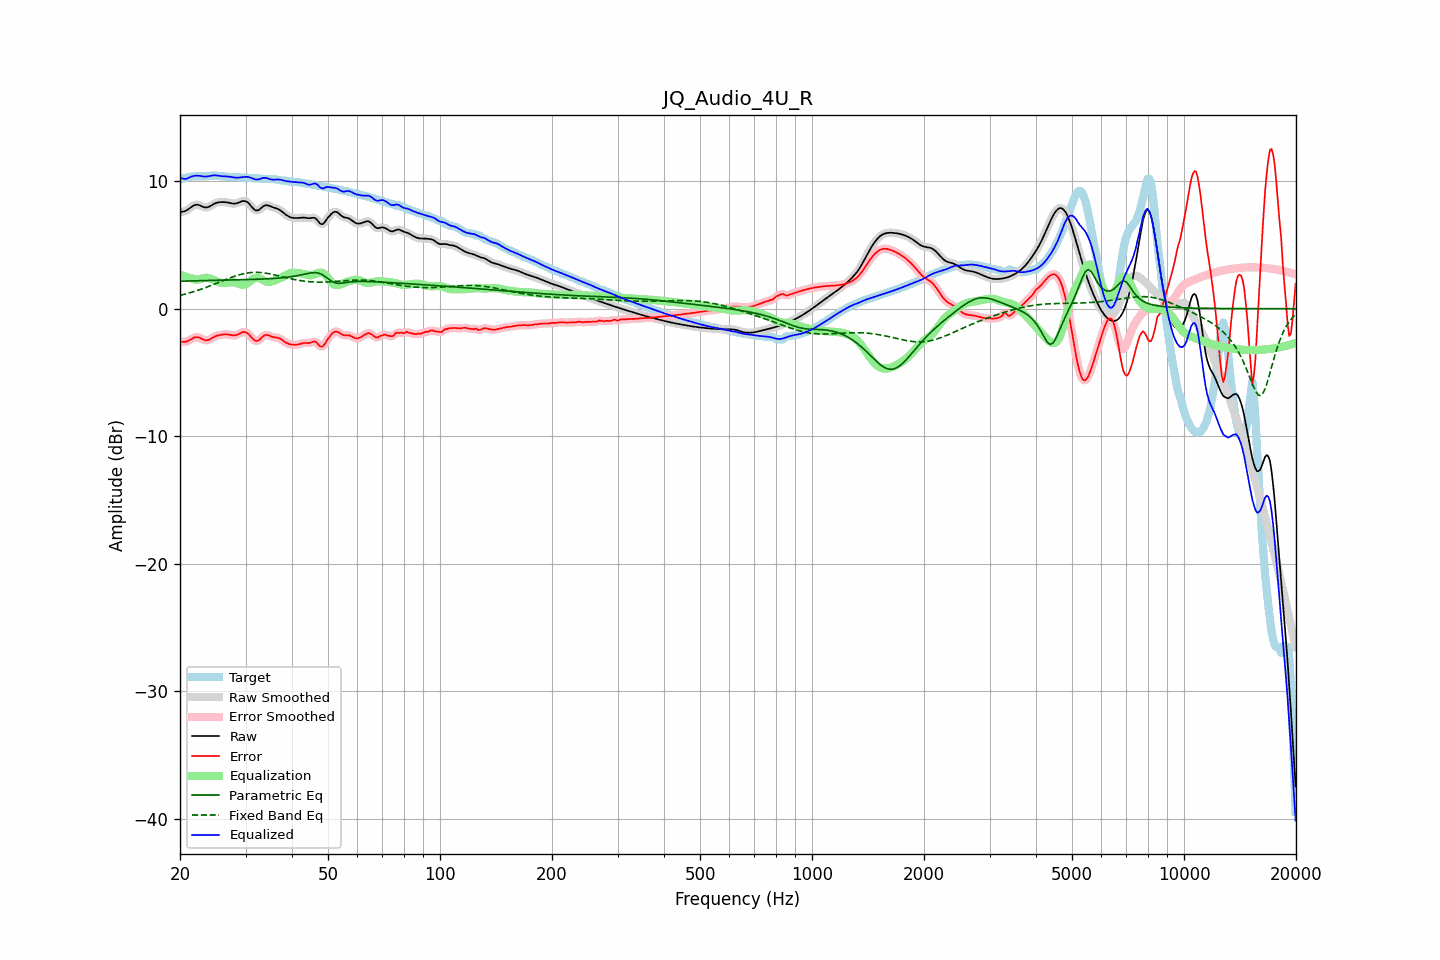 JQ_Audio_4U_R
Amplitude (dBr)
10
0
−10
−20
−30
−40
Target
Raw Smoothed
Error Smoothed
Raw
Error
Equalization
Parametric Eq
Fixed Band Eq
Equalized
20 50 100 200 500 1000 2000 5000 10000 20000
Frequency (Hz)